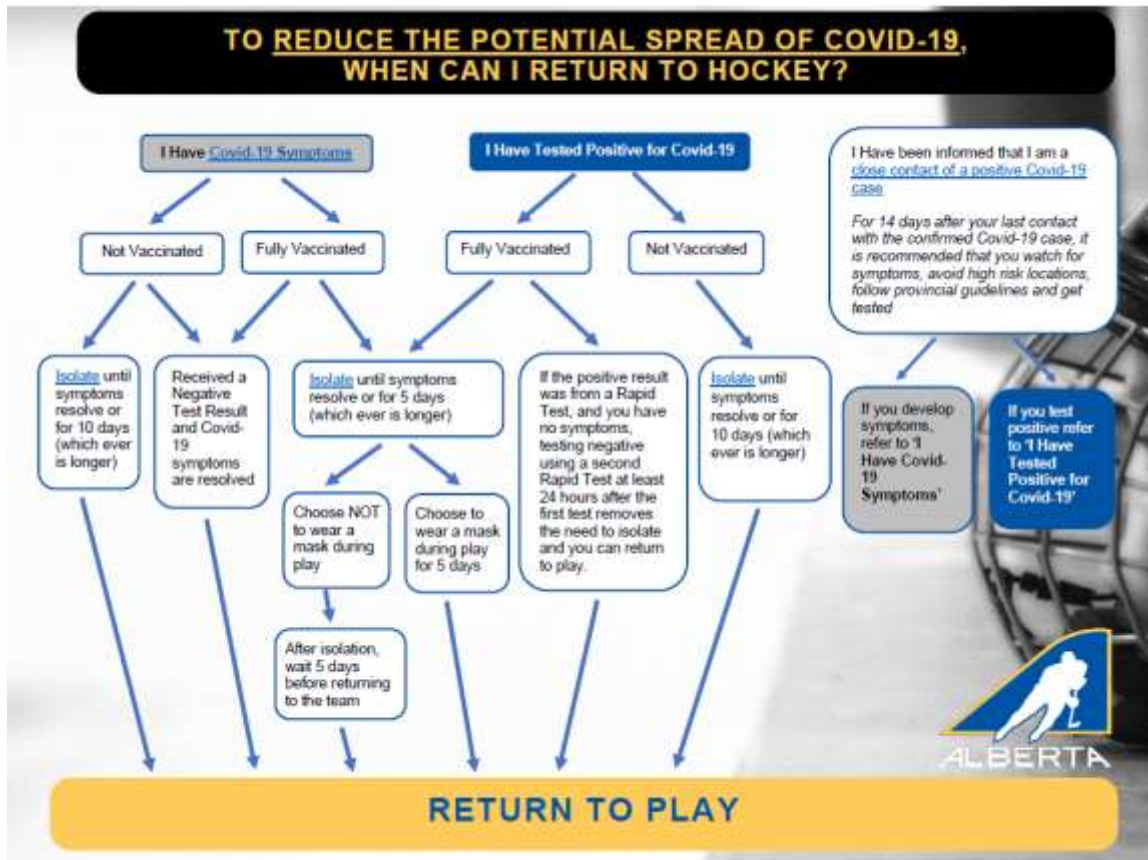 TO REDUCE THE POTENTIAL SPREAD OF COVID-19,
WHEN CAN I RETURN TO HOCKEY?
I Have Covid-19 Symptoms
I Have Tested Positive for Covid-19
I Have been informed that I am a
close contact of a positive Covid-19
case
For 14 days after your last contact
with the confirmed Covid-19 case, it
is recommended that you watch for
symptoms, avoid high risk locations,
follow provincial guidelines and get
tested
Not Vaccinated
Fully Vaccinated
Fully Vaccinated
Not Vaccinated
Isolate until
symptoms
resolve or
for 10 days
(which ever
is longer)
Received a
Negative
Test Result
and Covid-
19
symptoms
are resolved
Isolate until symptoms
resolve or for 5 days
(which ever is longer)
If the positive result
was from a Rapid
Test, and you have
no symptoms,
testing negative
using a second
Rapid Test at least
24 hours after the
first test removes
the need to isolate
and you can return
to play.
Isolate until
symptoms
resolve or for
10 days (which
ever is longer)
If you develop
symptoms,
refer to 'I
Have Covid-
19
Symptoms'
If you test
positive refer
to 'I Have
Tested
Positive for
Covid-19'
Choose NOT
to wear a
mask during
play
Choose to
wear a mask
during play
for 5 days
After isolation,
wait 5 days
before returning
to the team
ALBERTA
RETURN TO PLAY